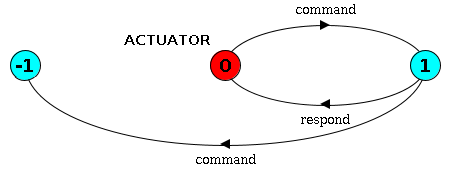 command
ACTUATOR
-1
0
1
respond
command